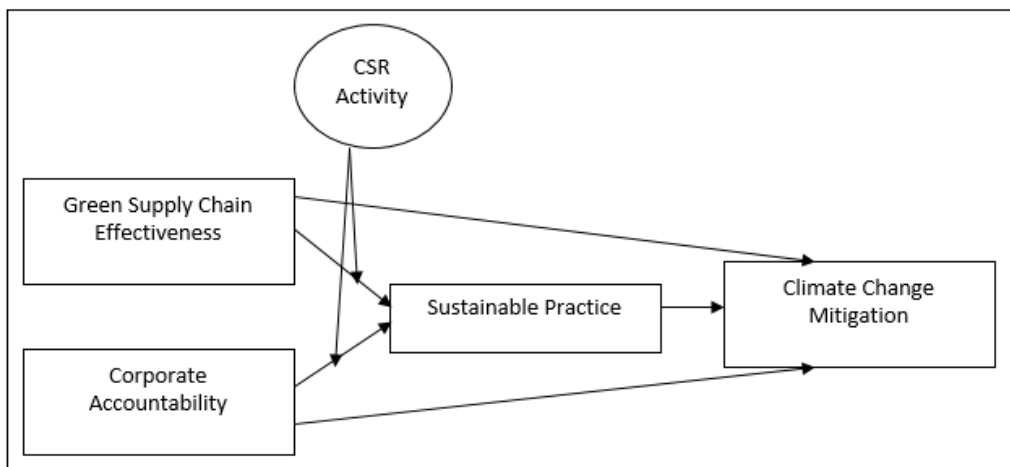 CSR
Activity
Green Supply Chain
Effectiveness
Sustainable Practice
Climate Change
Mitigation
Corporate
Accountability